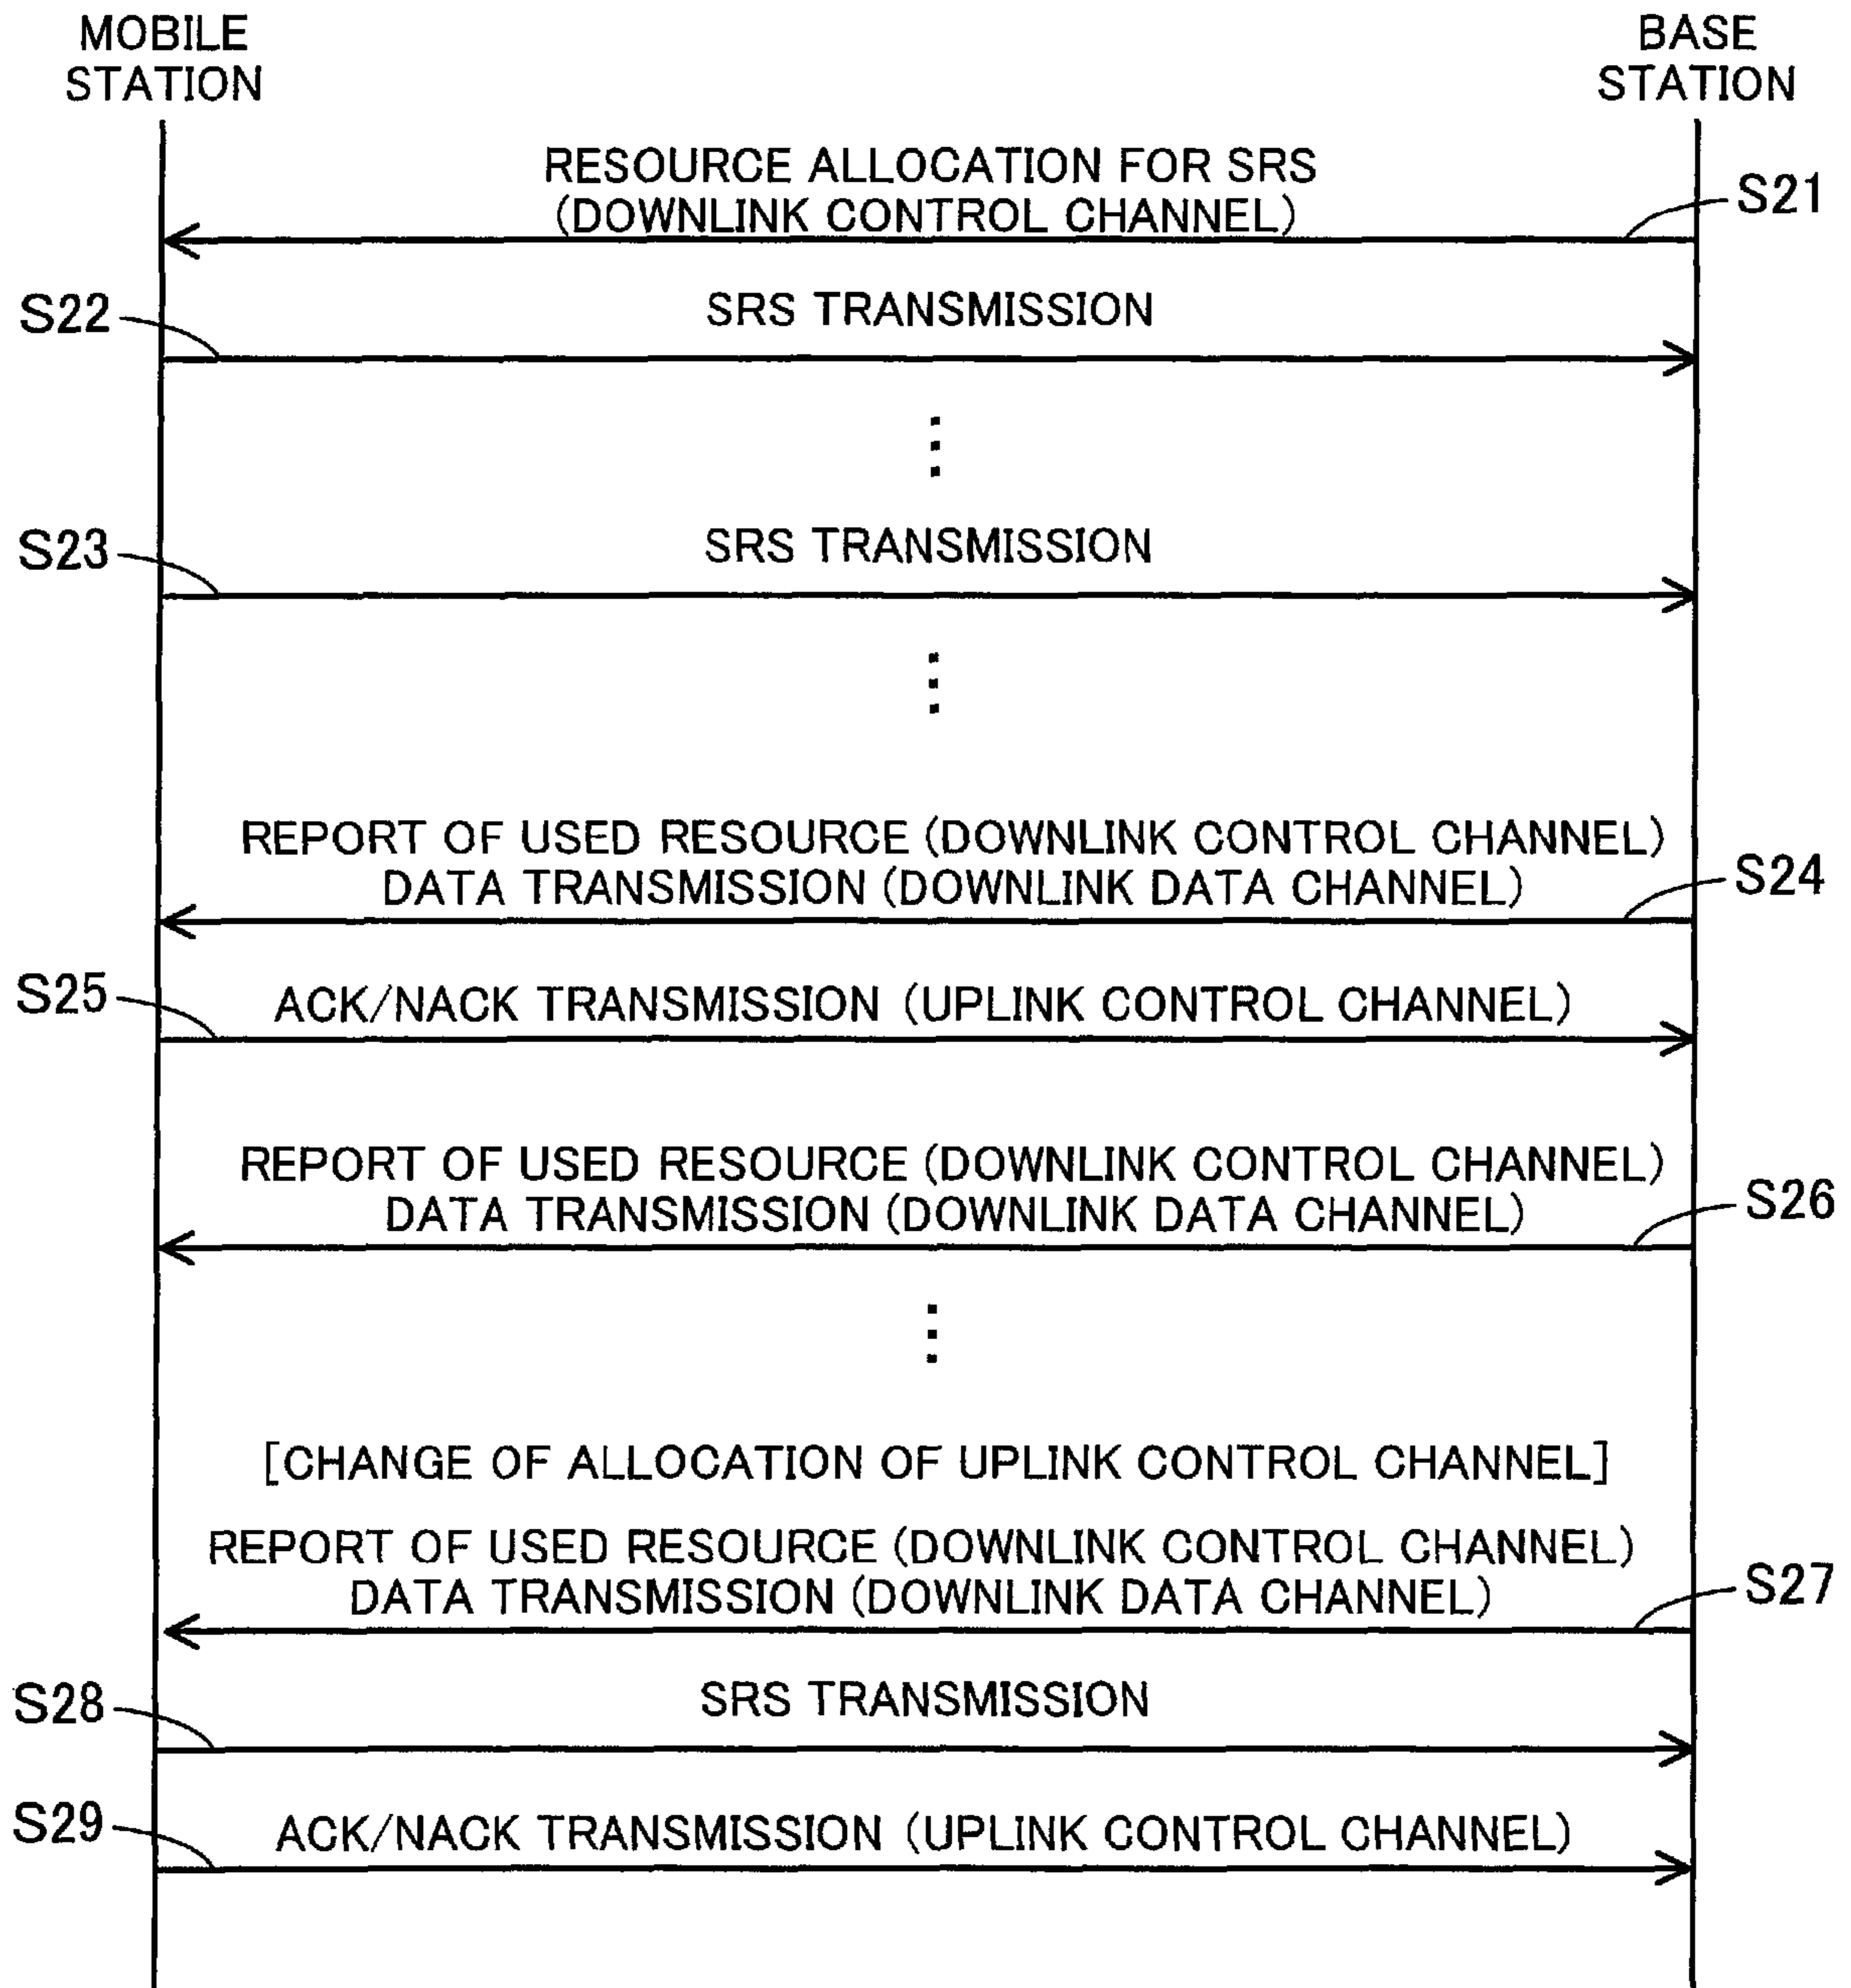 MOBILE
STATION
BASE
STATION
RESOURCE ALLOCATION FOR SRS
(DOWNLINK CONTROL CHANNEL)
S21
S22
SRS TRANSMISSION
S23
SRS TRANSMISSION
REPORT OF USED RESOURCE (DOWNLINK CONTROL CHANNEL)
DATA TRANSMISSION (DOWNLINK DATA CHANNEL)
S24
S25
ACK/NACK TRANSMISSION (UPLINK CONTROL CHANNEL)
REPORT OF USED RESOURCE (DOWNLINK CONTROL CHANNEL)
DATA TRANSMISSION (DOWNLINK DATA CHANNEL)
S26
[CHANGE OF ALLOCATION OF UPLINK CONTROL CHANNEL]
REPORT OF USED RESOURCE (DOWNLINK CONTROL CHANNEL)
DATA TRANSMISSION (DOWNLINK DATA CHANNEL)
S27
S28
SRS TRANSMISSION
S29
ACK/NACK TRANSMISSION (UPLINK CONTROL CHANNEL)